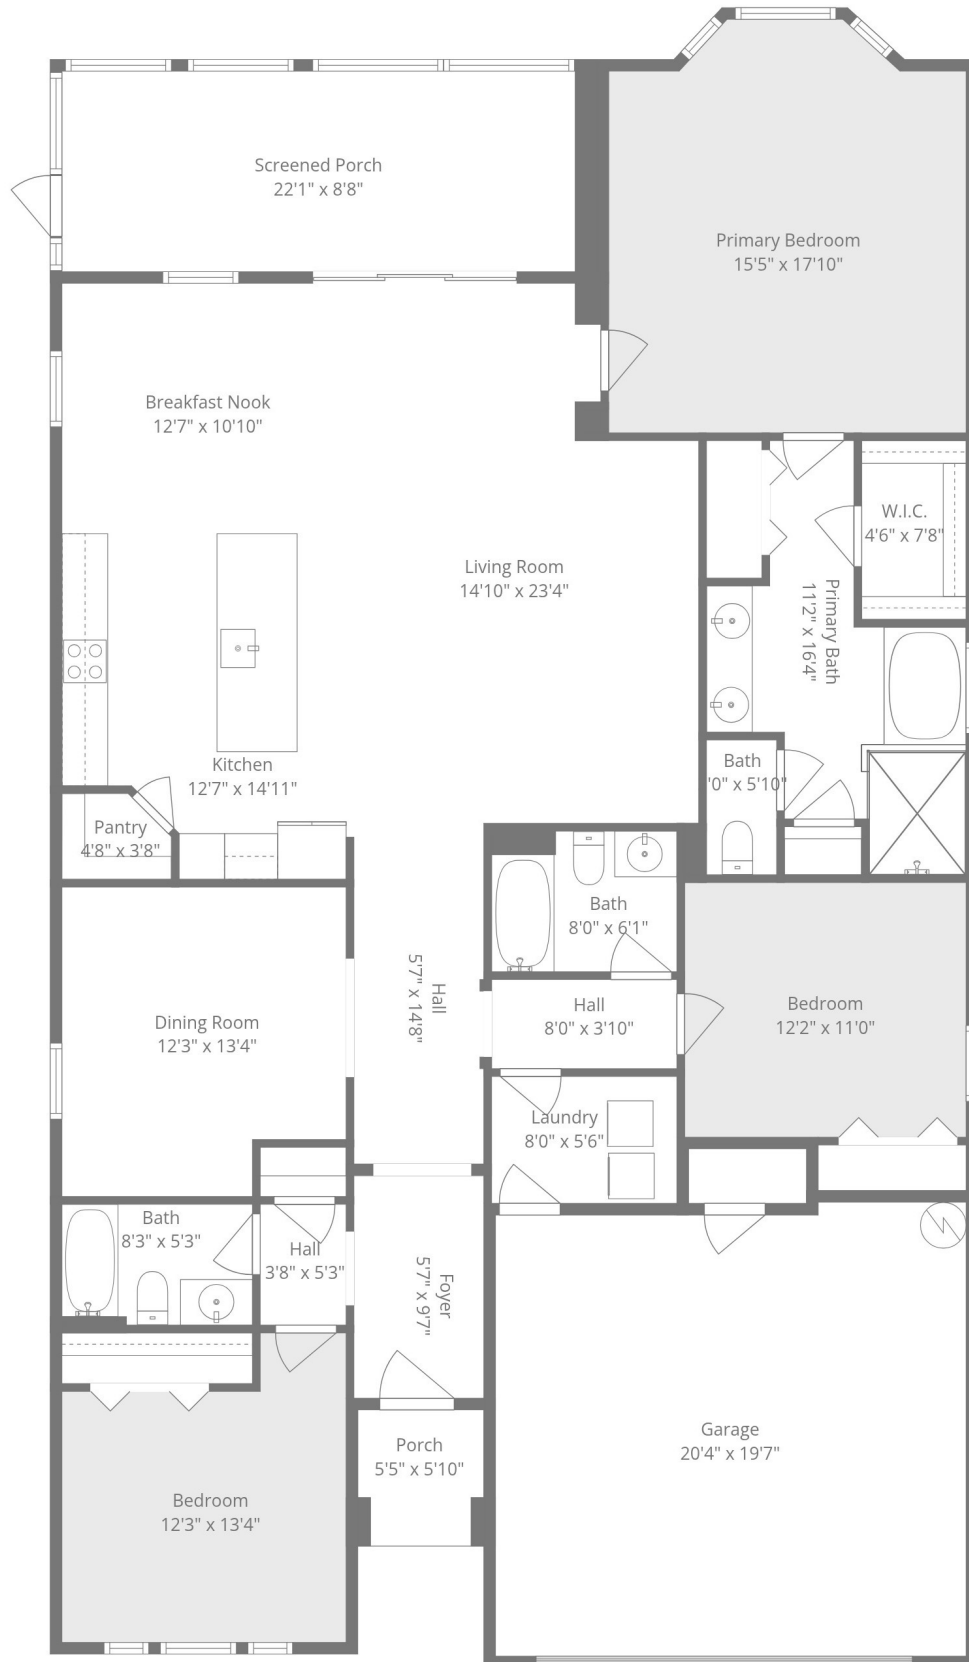 Screened Porch
22'1" x 8'8"
Primary Bedroom
15'5" x 17'10"
Breakfast Nook
12'7" x 10'10"
W.I.C.
4'6" x 7'8"
Living Room
14'10" x 23'4"
Primary Bath
11'2" x 16'4"
Kitchen
12'7" x 14'11"
Bath
'0" x 5'10"
Pantry
4'8" x 3'8"
Bath
8'0" x 6'1"
Hall
5'7" x 14'8"
Hall
8'0" x 3'10"
Bedroom
12'2" x 11'0"
Dining Room
12'3" x 13'4"
Laundry
8'0" x 5'6"
Bath
8'3" x 5'3"
Hall
3'8" x 5'3"
Foyer
5'7" x 9'7"
Porch
5'5" x 5'10"
Garage
20'4" x 19'7"
Bedroom
12'3" x 13'4"